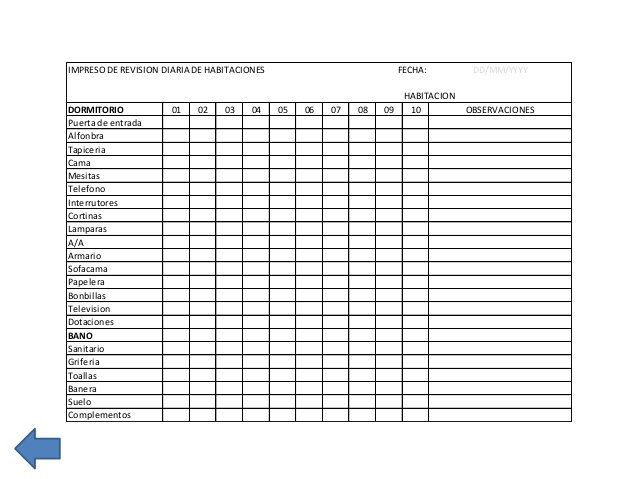 IMPRESO DE REVISION DIARIA DE HABITACIONES FECHA: DD/MM/YYYY
HABITACION
DORMITORIO 01 02 03 04 05 06 07 08 09 10 OBSERVACIONES
Puerta de entrada
Alfonbra
Tapiceria
Cama
Mesitas
Telefono
Interrutores
Cortinas
Lamparas
A/A
Armario
Sofacama
Papelera
Bonbillas
Television
Dotaciones
BANO
Sanitario
Griferia
Toallas
Banera
Suelo
Complementos